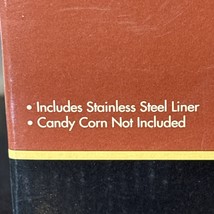 • Includes Stainless Steel Liner
• Candy Corn Not Included